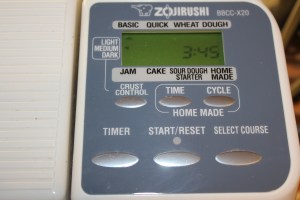 ZOJIRUSHI BBCC-X20
BASIC QUICK WHEAT DOUGH
LIGHT
MEDIUM
DARK
3:45
JAM CAKE SOUR DOUGH STARTER HOME MADE
CRUST CONTROL TIME CYCLE
HOME MADE
TIMER START/RESET SELECT COURSE